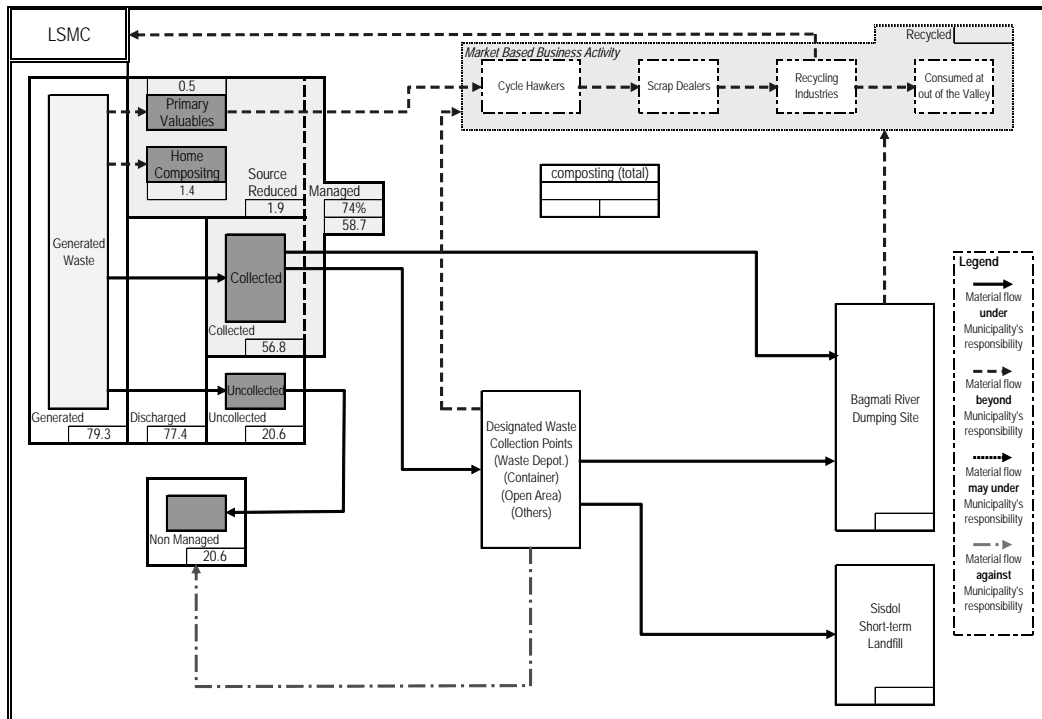 LSMC
Recycled
Market Based Business Activity
Cycle Hawkers
Scrap Dealers
Recycling
Industries
Consumed at
out of the Valley
0.5
Primary
Valuables
Home
Compositng
1.4
Source
Reduced
1.9
Managed
74%
58.7
composting (total)
Generated
Waste
Collected
Collected
56.8
Uncollected
Generated
79.3
Discharged
77.4
Uncollected
20.6
Non Managed
20.6
Designated Waste
Collection Points
(Waste Depot.)
(Container)
(Open Area)
(Others)
Bagmati River
Dumping Site
Sisdol
Short-term
Landfill
Legend
Material flow
under
Municipality's
responsibility
Material flow
beyond
Municipality's
responsibility
Material flow
may under
Municipality's
responsibility
Material flow
against
Municipality's
responsibility